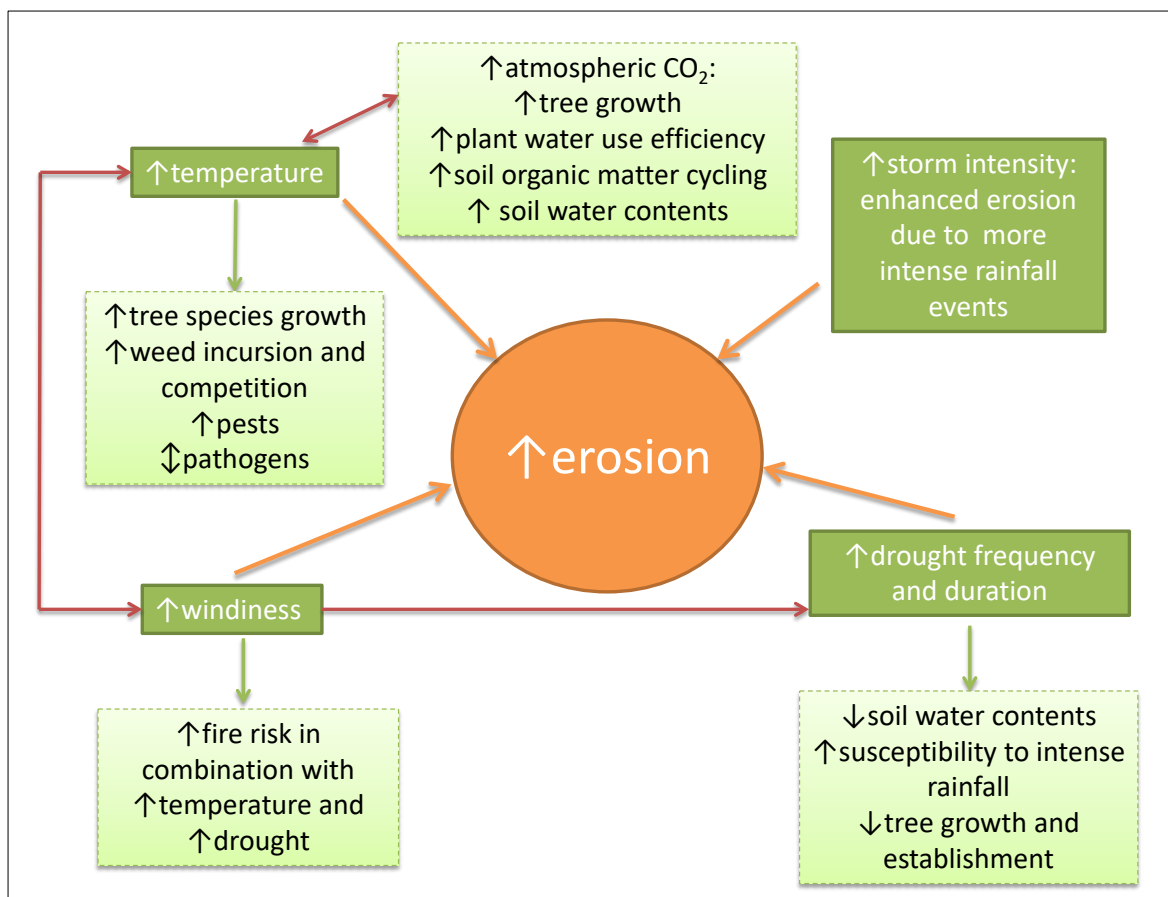 ↑atmospheric CO₂:
↑tree growth
↑plant water use efficiency
↑soil organic matter cycling
↑ soil water contents
↑temperature
↑storm intensity:
enhanced erosion
due to more
intense rainfall
events
↑tree species growth
↑weed incursion and
competition
↑pests
↕pathogens
↑erosion
↑windiness
↑drought frequency
and duration
↑fire risk in
combination with
↑temperature and
↑drought
↓soil water contents
↑susceptibility to intense
rainfall
↓tree growth and
establishment